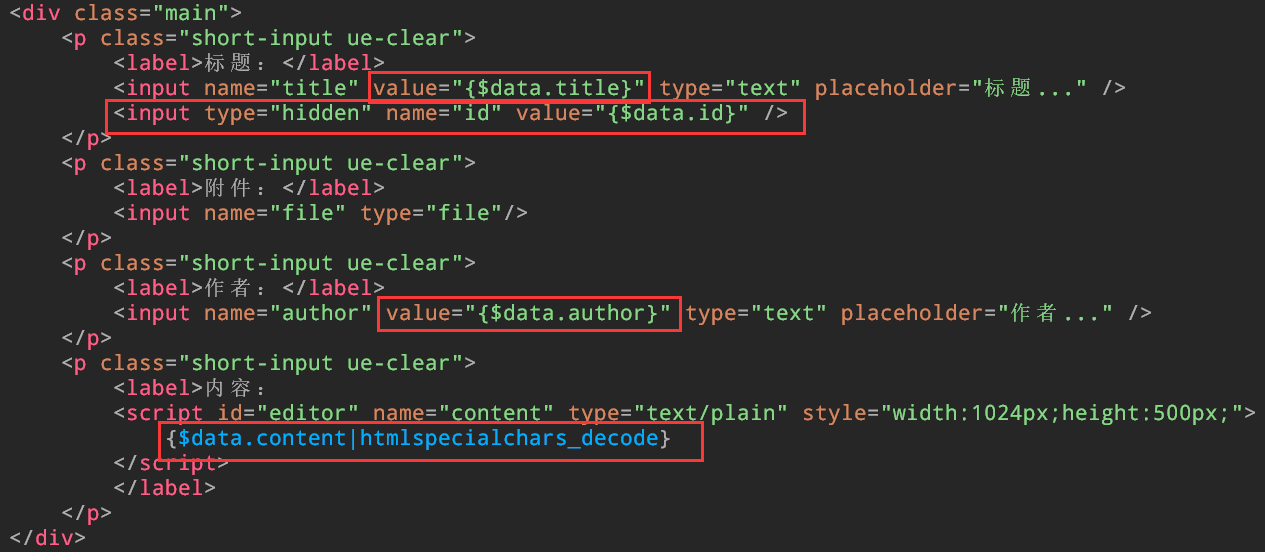 <div class="main">
<p class="short-input ue-clear">
<label>标题：</label>
<input name="title" value="{$data.title}" type="text" placeholder="标题..." />
<input type="hidden" name="id" value="{$data.id}" />
</p>
<p class="short-input ue-clear">
<label>附件：</label>
<input name="file" type="file"/>
</p>
<p class="short-input ue-clear">
<label>作者：</label>
<input name="author" value="{$data.author}" type="text" placeholder="作者..." />
</p>
<p class="short-input ue-clear">
<label>内容：
<script id="editor" name="content" type="text/plain" style="width:1024px;height:500px;">
{$data.content|htmlspecialchars_decode}
</script>
</label>
</p>
</div>